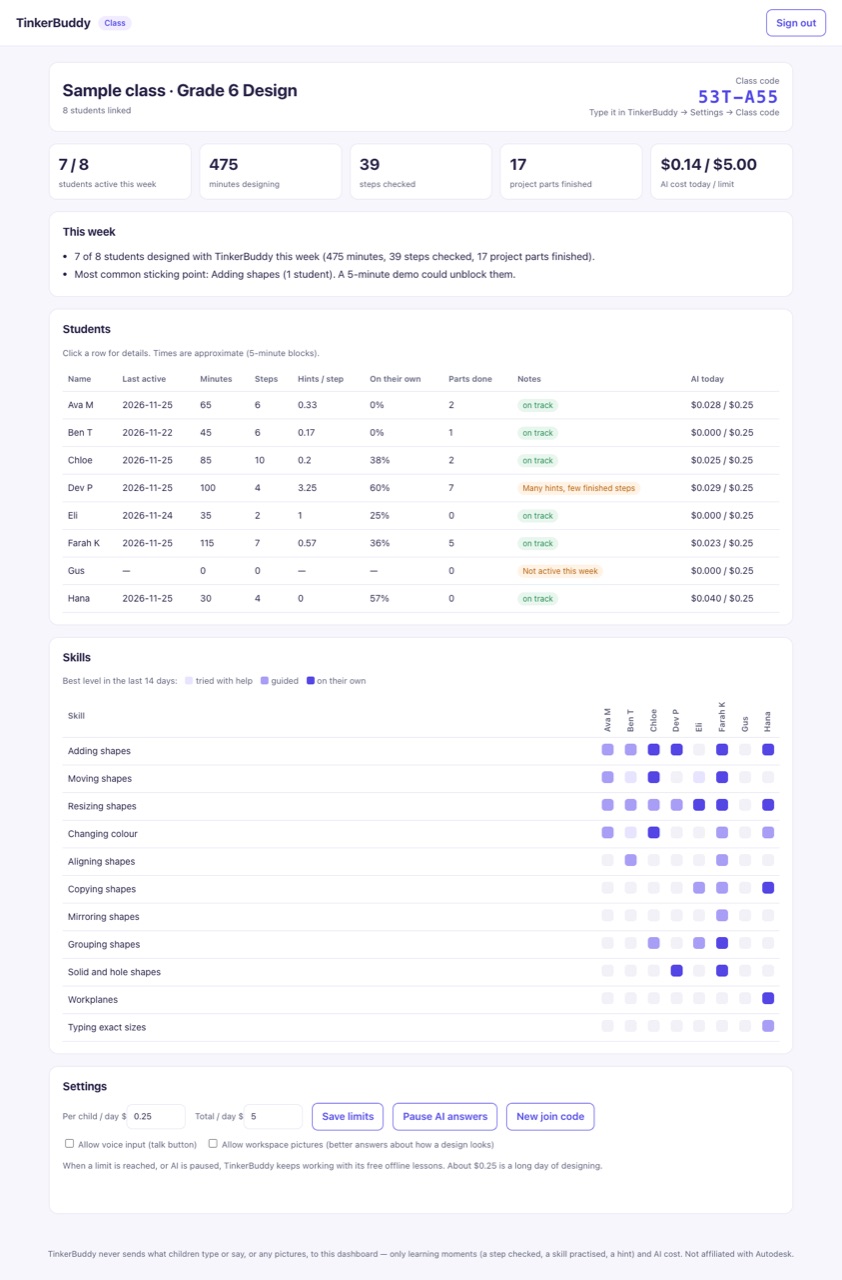 TinkerBuddy Class Sign out
Sample class · Grade 6 Design
8 students linked
Class code
53T-A55
Type it in TinkerBuddy → Settings → Class code
7 / 8
students active this week
475
minutes designing
39
steps checked
17
project parts finished
$0.14 / $5.00
AI cost today / limit
This week
• 7 of 8 students designed with TinkerBuddy this week (475 minutes, 39 steps checked, 17 project parts finished).
• Most common sticking point: Adding shapes (1 student). A 5-minute demo could unblock them.
Students
Click a row for details. Times are approximate (5-minute blocks).
Name Last active Minutes Steps Hints / step On their own Parts done Notes AI today
Ava M 2026-11-25 65 6 0.33 0% 2 on track $0.028 / $0.25
Ben T 2026-11-22 45 6 0.17 0% 1 on track $0.000 / $0.25
Chloe 2026-11-25 85 10 0.2 38% 2 on track $0.025 / $0.25
Dev P 2026-11-25 100 4 3.25 60% 7 Many hints, few finished steps $0.029 / $0.25
Eli 2026-11-24 35 2 1 25% 0 on track $0.000 / $0.25
Farah K 2026-11-25 115 7 0.57 36% 5 on track $0.023 / $0.25
Gus — 0 0 — — 0 Not active this week $0.000 / $0.25
Hana 2026-11-25 30 4 0 57% 0 on track $0.040 / $0.25
Skills
Best level in the last 14 days: tried with help guided on their own
Skill Ava M Ben T Chloe Dev P Eli Farah K Gus Hana
Adding shapes
Moving shapes
Resizing shapes
Changing colour
Aligning shapes
Copying shapes
Mirroring shapes
Grouping shapes
Solid and hole shapes
Workplanes
Typing exact sizes
Settings
Per child / day $ 0.25 Total / day $ 5 Save limits Pause AI answers New join code
Allow voice input (talk button) Allow workspace pictures (better answers about how a design looks)
When a limit is reached, or AI is paused, TinkerBuddy keeps working with its free offline lessons. About $0.25 is a long day of designing.
TinkerBuddy never sends what children type or say, or any pictures, to this dashboard — only learning moments (a step checked, a skill practised, a hint) and AI cost. Not affiliated with Autodesk.